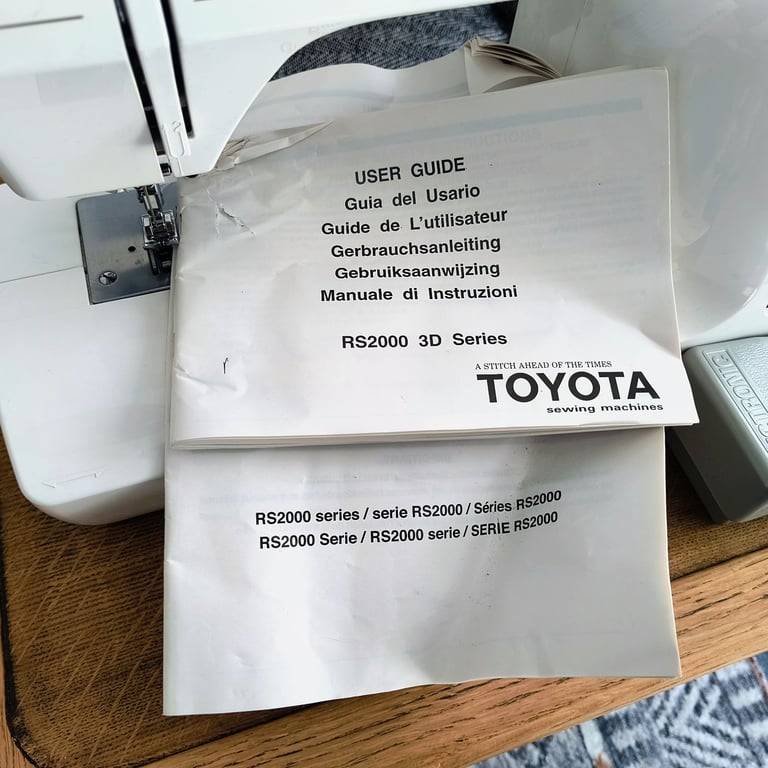 USER GUIDE
Guia del Usario
Guide de L'utilisateur
Gerbrauchsanleiting
Gebruiksaanwijzing
Manuale di Instruzioni
RS2000 3D Series
A STITCH AHEAD OF THE TIMES
TOYOTA
sewing machines
RS2000 series / serie RS2000 / Séries RS2000
RS2000 Serie / RS2000 serie / SERIE RS2000